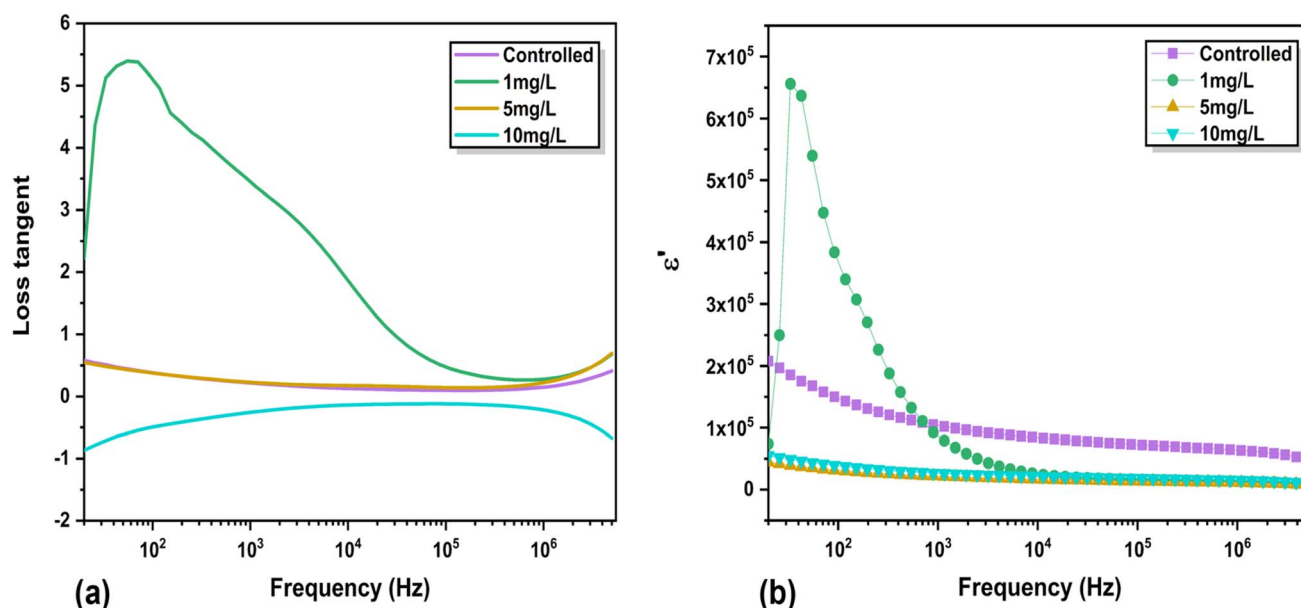 6
5
4
3
2
1
0
-1
-2
Loss tangent
Controlled
1mg/L
5mg/L
10mg/L
10²
10³
10⁴
10⁵
10⁶
Frequency (Hz)
(a)
7x10⁵
6x10⁵
5x10⁵
4x10⁵
3x10⁵
2x10⁵
1x10⁵
0
ε'
Controlled
1mg/L
5mg/L
10mg/L
10²
10³
10⁴
10⁵
10⁶
Frequency (Hz)
(b)